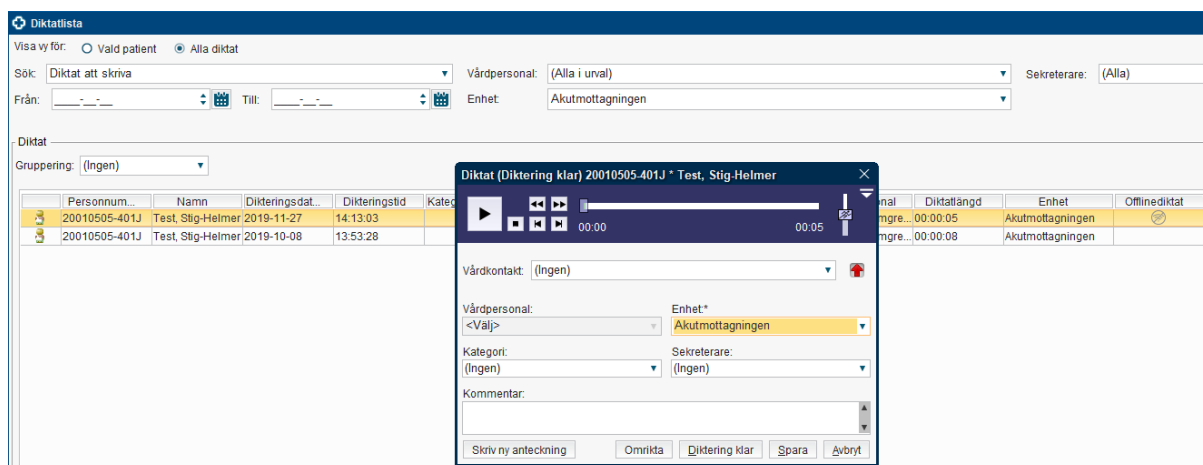 Diktatlista
Visa vy för: Vald patient Alla diktat
Sök: Diktat att skriva Vårdpersonal: (Alla i urval) Sekreterare: (Alla)
Från: ____-__-__ Till: ____-__-__ Enhet: Akutmottagningen
Diktat
Gruppering: (Ingen)
Personnum... Namn Dikteringsdat... Dikteringstid Kateg onal Diktatlängd Enhet Offlinediktat
20010505-401J Test, Stig-Helmer 2019-11-27 14:13:03 mgre... 00:00:05 Akutmottagningen
20010505-401J Test, Stig-Helmer 2019-10-08 13:53:28 mgre... 00:00:08 Akutmottagningen
Diktat (Diktering klar) 20010505-401J * Test, Stig-Helmer
00:00 00:05
Vårdkontakt: (Ingen)
Vårdpersonal: Enhet:*
<Välj> Akutmottagningen
Kategori: Sekreterare:
(Ingen) (Ingen)
Kommentar:
Skriv ny anteckning Omrikta Diktering klar Spara Avbryt